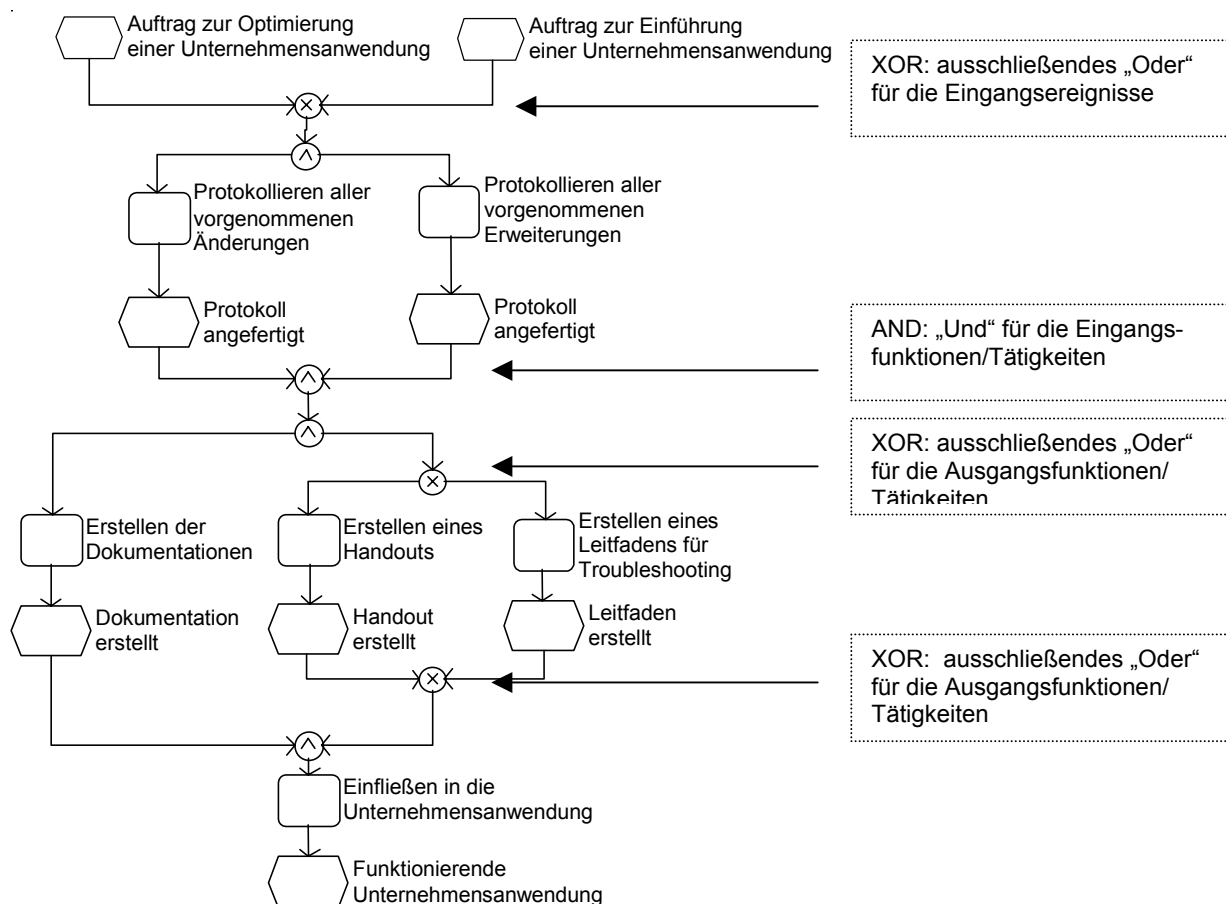 Auftrag zur Optimierung
einer Unternehmensanwendung
Auftrag zur Einführung
einer Unternehmensanwendung
XOR: ausschließendes „Oder“
für die Eingangsereignisse
Protokollieren aller
vorgenommenen
Änderungen
Protokollieren aller
vorgenommenen
Erweiterungen
Protokoll
angefertigt
Protokoll
angefertigt
AND: „Und“ für die Eingangs-
funktionen/Tätigkeiten
XOR: ausschließendes „Oder“
für die Ausgangsfunktionen/
Tätigkeiten
Erstellen der
Dokumentationen
Erstellen eines
Handouts
Erstellen eines
Leitfadens für
Troubleshooting
Dokumentation
erstellt
Handout
erstellt
Leitfaden
erstellt
XOR: ausschließendes „Oder“
für die Ausgangsfunktionen/
Tätigkeiten
Einfließen in die
Unternehmensanwendung
Funktionierende
Unternehmensanwendung